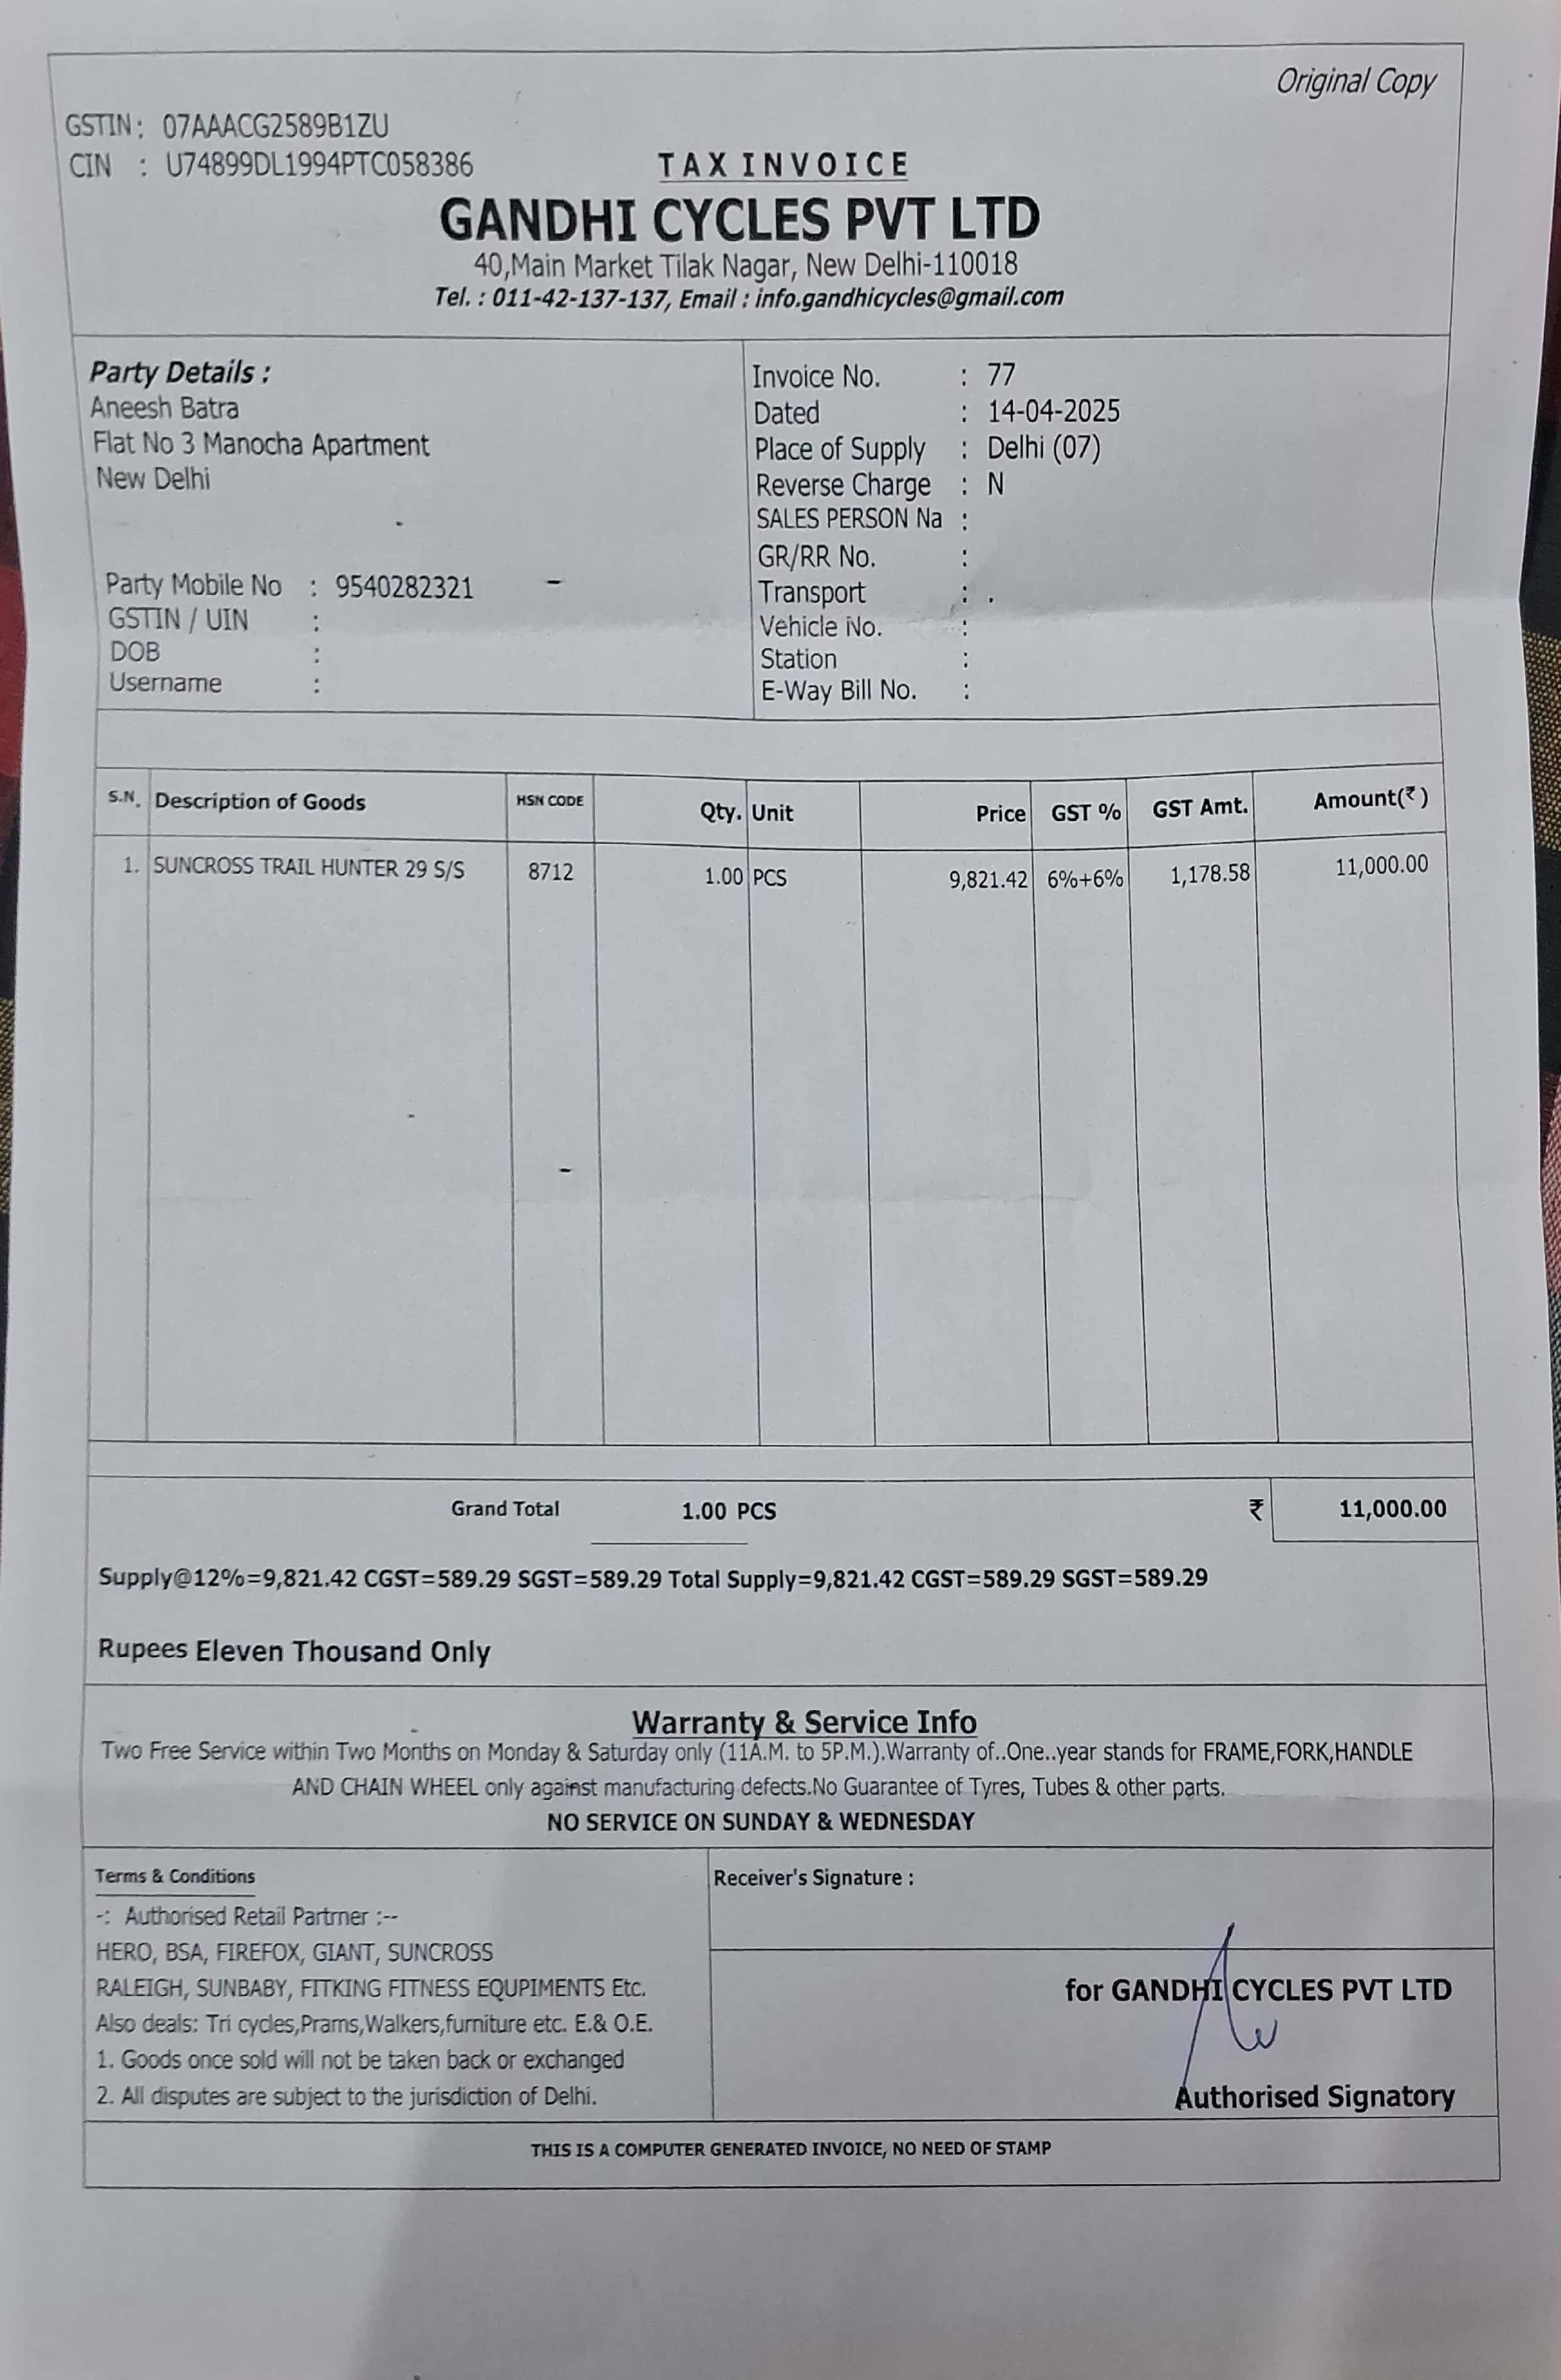 Original Copy
GSTIN : 07AAACG2589B1ZU
CIN : U74899DL1994PTC058386
TAX INVOICE
GANDHI CYCLES PVT LTD
40,Main Market Tilak Nagar, New Delhi-110018
Tel. : 011-42-137-137, Email : info.gandhicycles@gmail.com
Party Details :
Aneesh Batra
Flat No 3 Manocha Apartment
New Delhi
Party Mobile No : 9540282321
GSTIN / UIN :
DOB :
Username :
Invoice No. : 77
Dated : 14-04-2025
Place of Supply : Delhi (07)
Reverse Charge : N
SALES PERSON Na :
GR/RR No. :
Transport : .
Vehicle No. :
Station :
E-Way Bill No. :
S.N. Description of Goods HSN CODE Qty. Unit Price GST % GST Amt. Amount(₹ )
1. SUNCROSS TRAIL HUNTER 29 S/S 8712 1.00 PCS 9,821.42 6%+6% 1,178.58 11,000.00
Grand Total 1.00 PCS ₹ 11,000.00
Supply@12%=9,821.42 CGST=589.29 SGST=589.29 Total Supply=9,821.42 CGST=589.29 SGST=589.29
Rupees Eleven Thousand Only
Warranty & Service Info
Two Free Service within Two Months on Monday & Saturday only (11A.M. to 5P.M.).Warranty of..One..year stands for FRAME,FORK,HANDLE
AND CHAIN WHEEL only against manufacturing defects.No Guarantee of Tyres, Tubes & other parts.
NO SERVICE ON SUNDAY & WEDNESDAY
Terms & Conditions
-: Authorised Retail Partrner :--
HERO, BSA, FIREFOX, GIANT, SUNCROSS
RALEIGH, SUNBABY, FITKING FITNESS EQUPIMENTS Etc.
Also deals: Tri cycles,Prams,Walkers,furniture etc. E.& O.E.
1. Goods once sold will not be taken back or exchanged
2. All disputes are subject to the jurisdiction of Delhi.
Receiver's Signature :
for GANDHI CYCLES PVT LTD
Authorised Signatory
THIS IS A COMPUTER GENERATED INVOICE, NO NEED OF STAMP